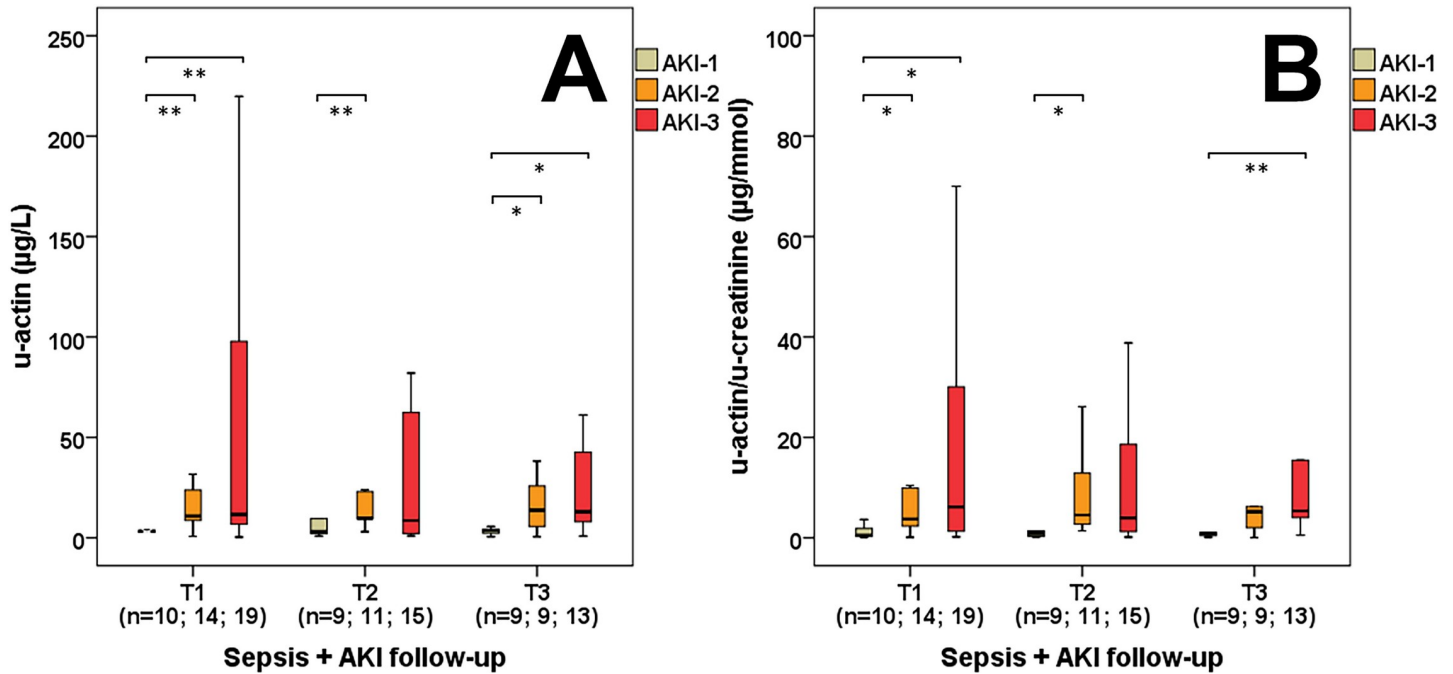 A
u-actin (µg/L)
250
200
150
100
50
0
**
**
**
*
*
AKI-1
AKI-2
AKI-3
T1
T2
T3
(n=10; 14; 19)
(n=9; 11; 15)
(n=9; 9; 13)
Sepsis + AKI follow-up
B
u-actin/u-creatinine (µg/mmol)
100
80
60
40
20
0
*
*
*
**
AKI-1
AKI-2
AKI-3
T1
T2
T3
(n=10; 14; 19)
(n=9; 11; 15)
(n=9; 9; 13)
Sepsis + AKI follow-up